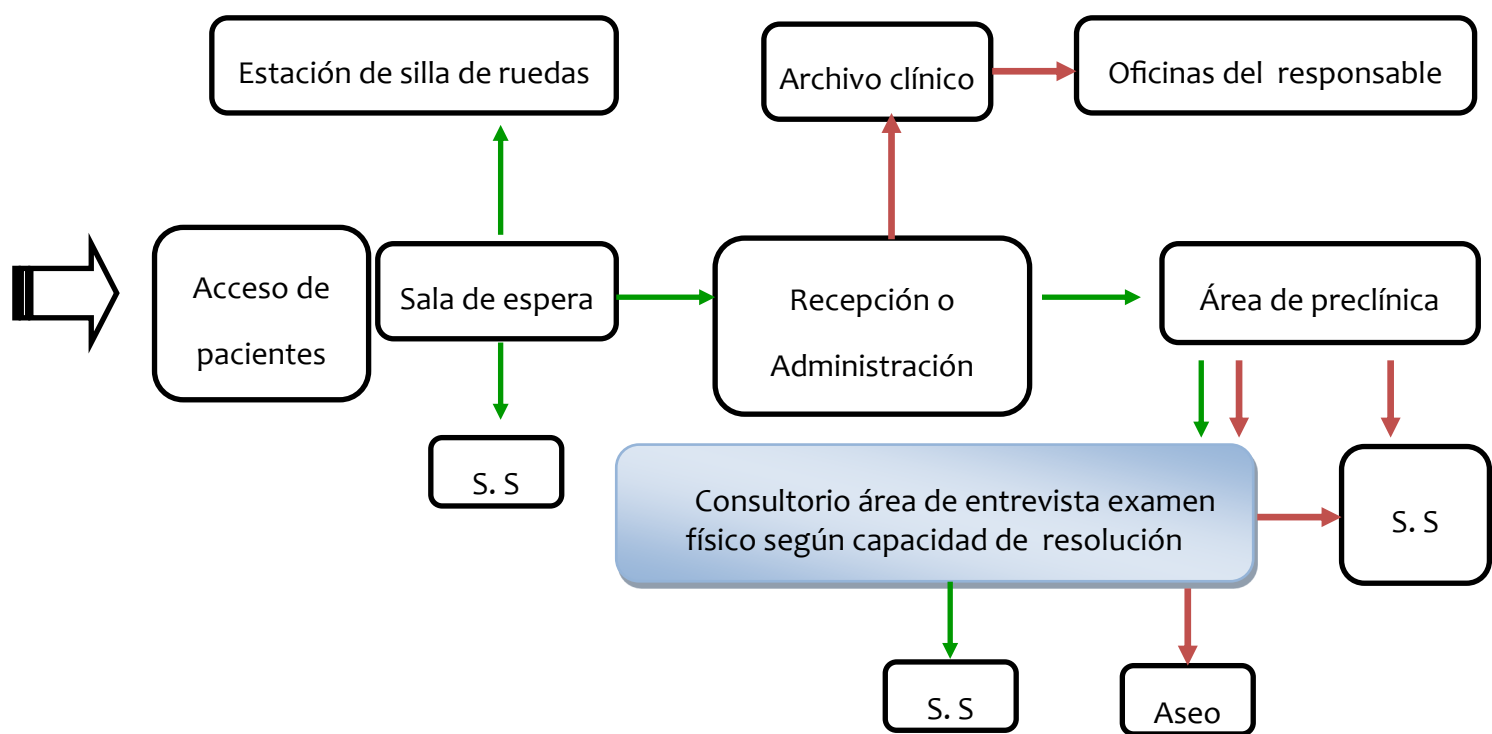 Estación de silla de ruedas
Archivo clínico
Oficinas del responsable
Acceso de
pacientes
Sala de espera
Recepción o
Administración
Área de preclínica
S. S
Consultorio área de entrevista examen
físico según capacidad de resolución
S. S
S. S
Aseo